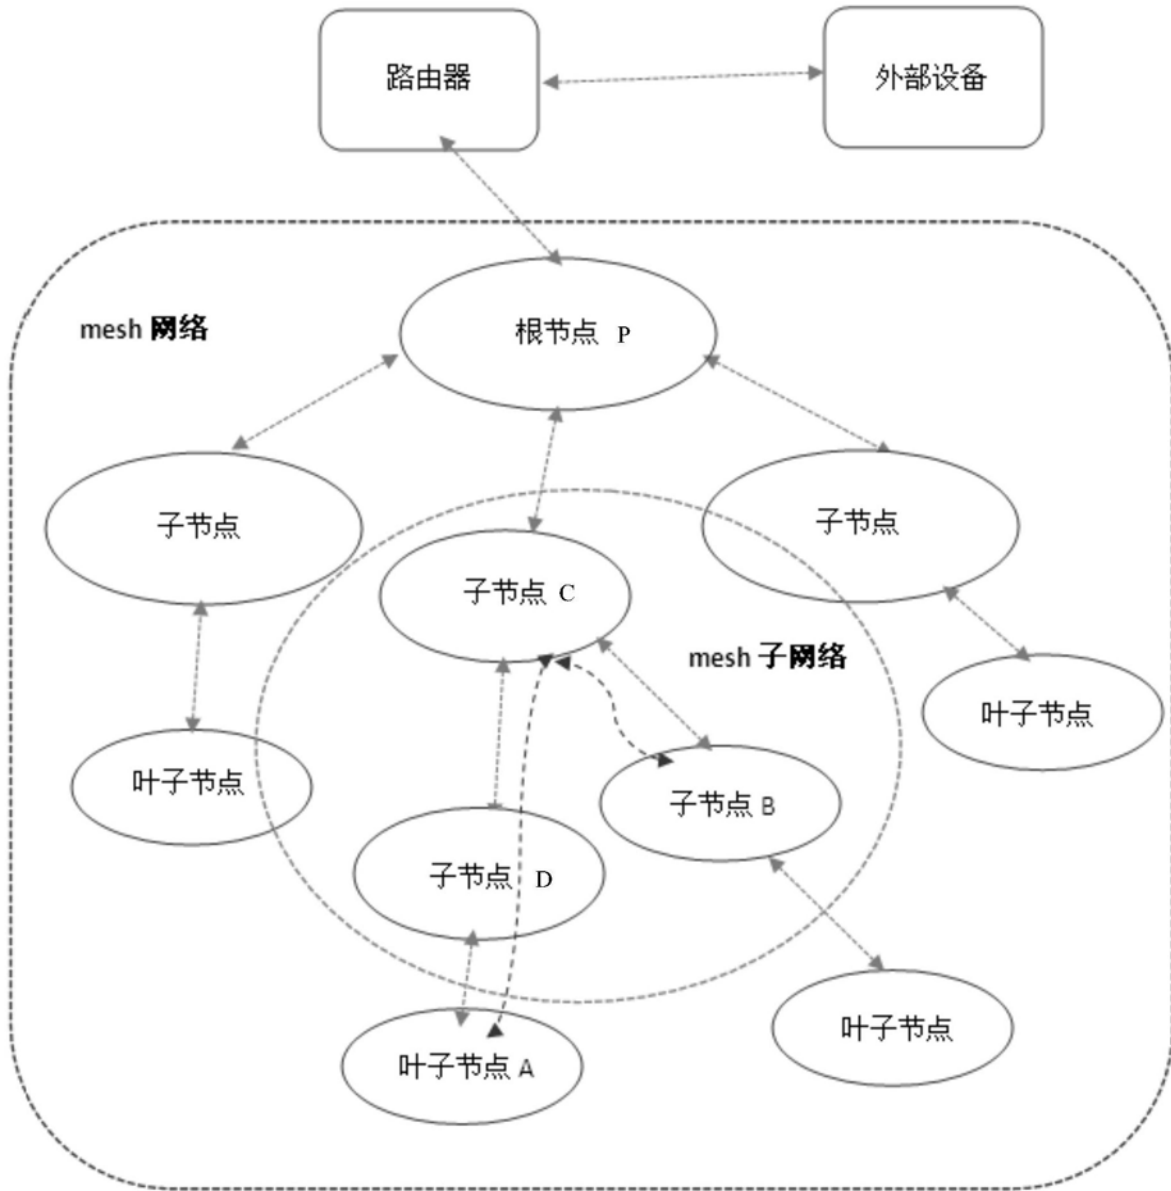 路由器
外部设备
mesh 网络
根节点 P
子节点
子节点
子节点 C
mesh 子网络
叶子节点
叶子节点
子节点 B
子节点 D
叶子节点
叶子节点 A